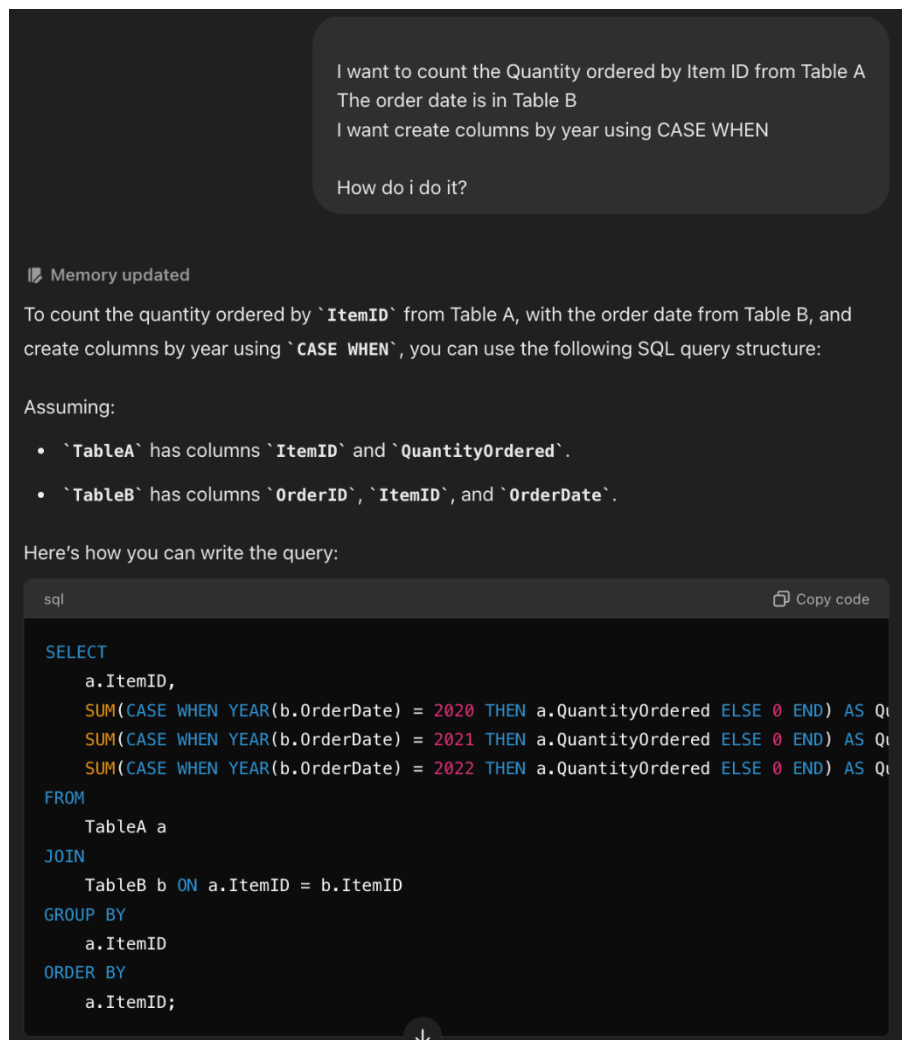 I want to count the Quantity ordered by Item ID from Table A
The order date is in Table B
I want create columns by year using CASE WHEN
How do i do it?
Memory updated
To count the quantity ordered by `ItemID` from Table A, with the order date from Table B, and
create columns by year using `CASE WHEN`, you can use the following SQL query structure:
Assuming:
• `TableA` has columns `ItemID` and `QuantityOrdered`.
• `TableB` has columns `OrderID`, `ItemID`, and `OrderDate`.
Here's how you can write the query:
sql Copy code
SELECT
a.ItemID,
SUM(CASE WHEN YEAR(b.OrderDate) = 2020 THEN a.QuantityOrdered ELSE 0 END) AS
SUM(CASE WHEN YEAR(b.OrderDate) = 2021 THEN a.QuantityOrdered ELSE 0 END) AS
SUM(CASE WHEN YEAR(b.OrderDate) = 2022 THEN a.QuantityOrdered ELSE 0 END) AS
FROM
TableA a
JOIN
TableB b ON a.ItemID = b.ItemID
GROUP BY
a.ItemID
ORDER BY
a.ItemID;